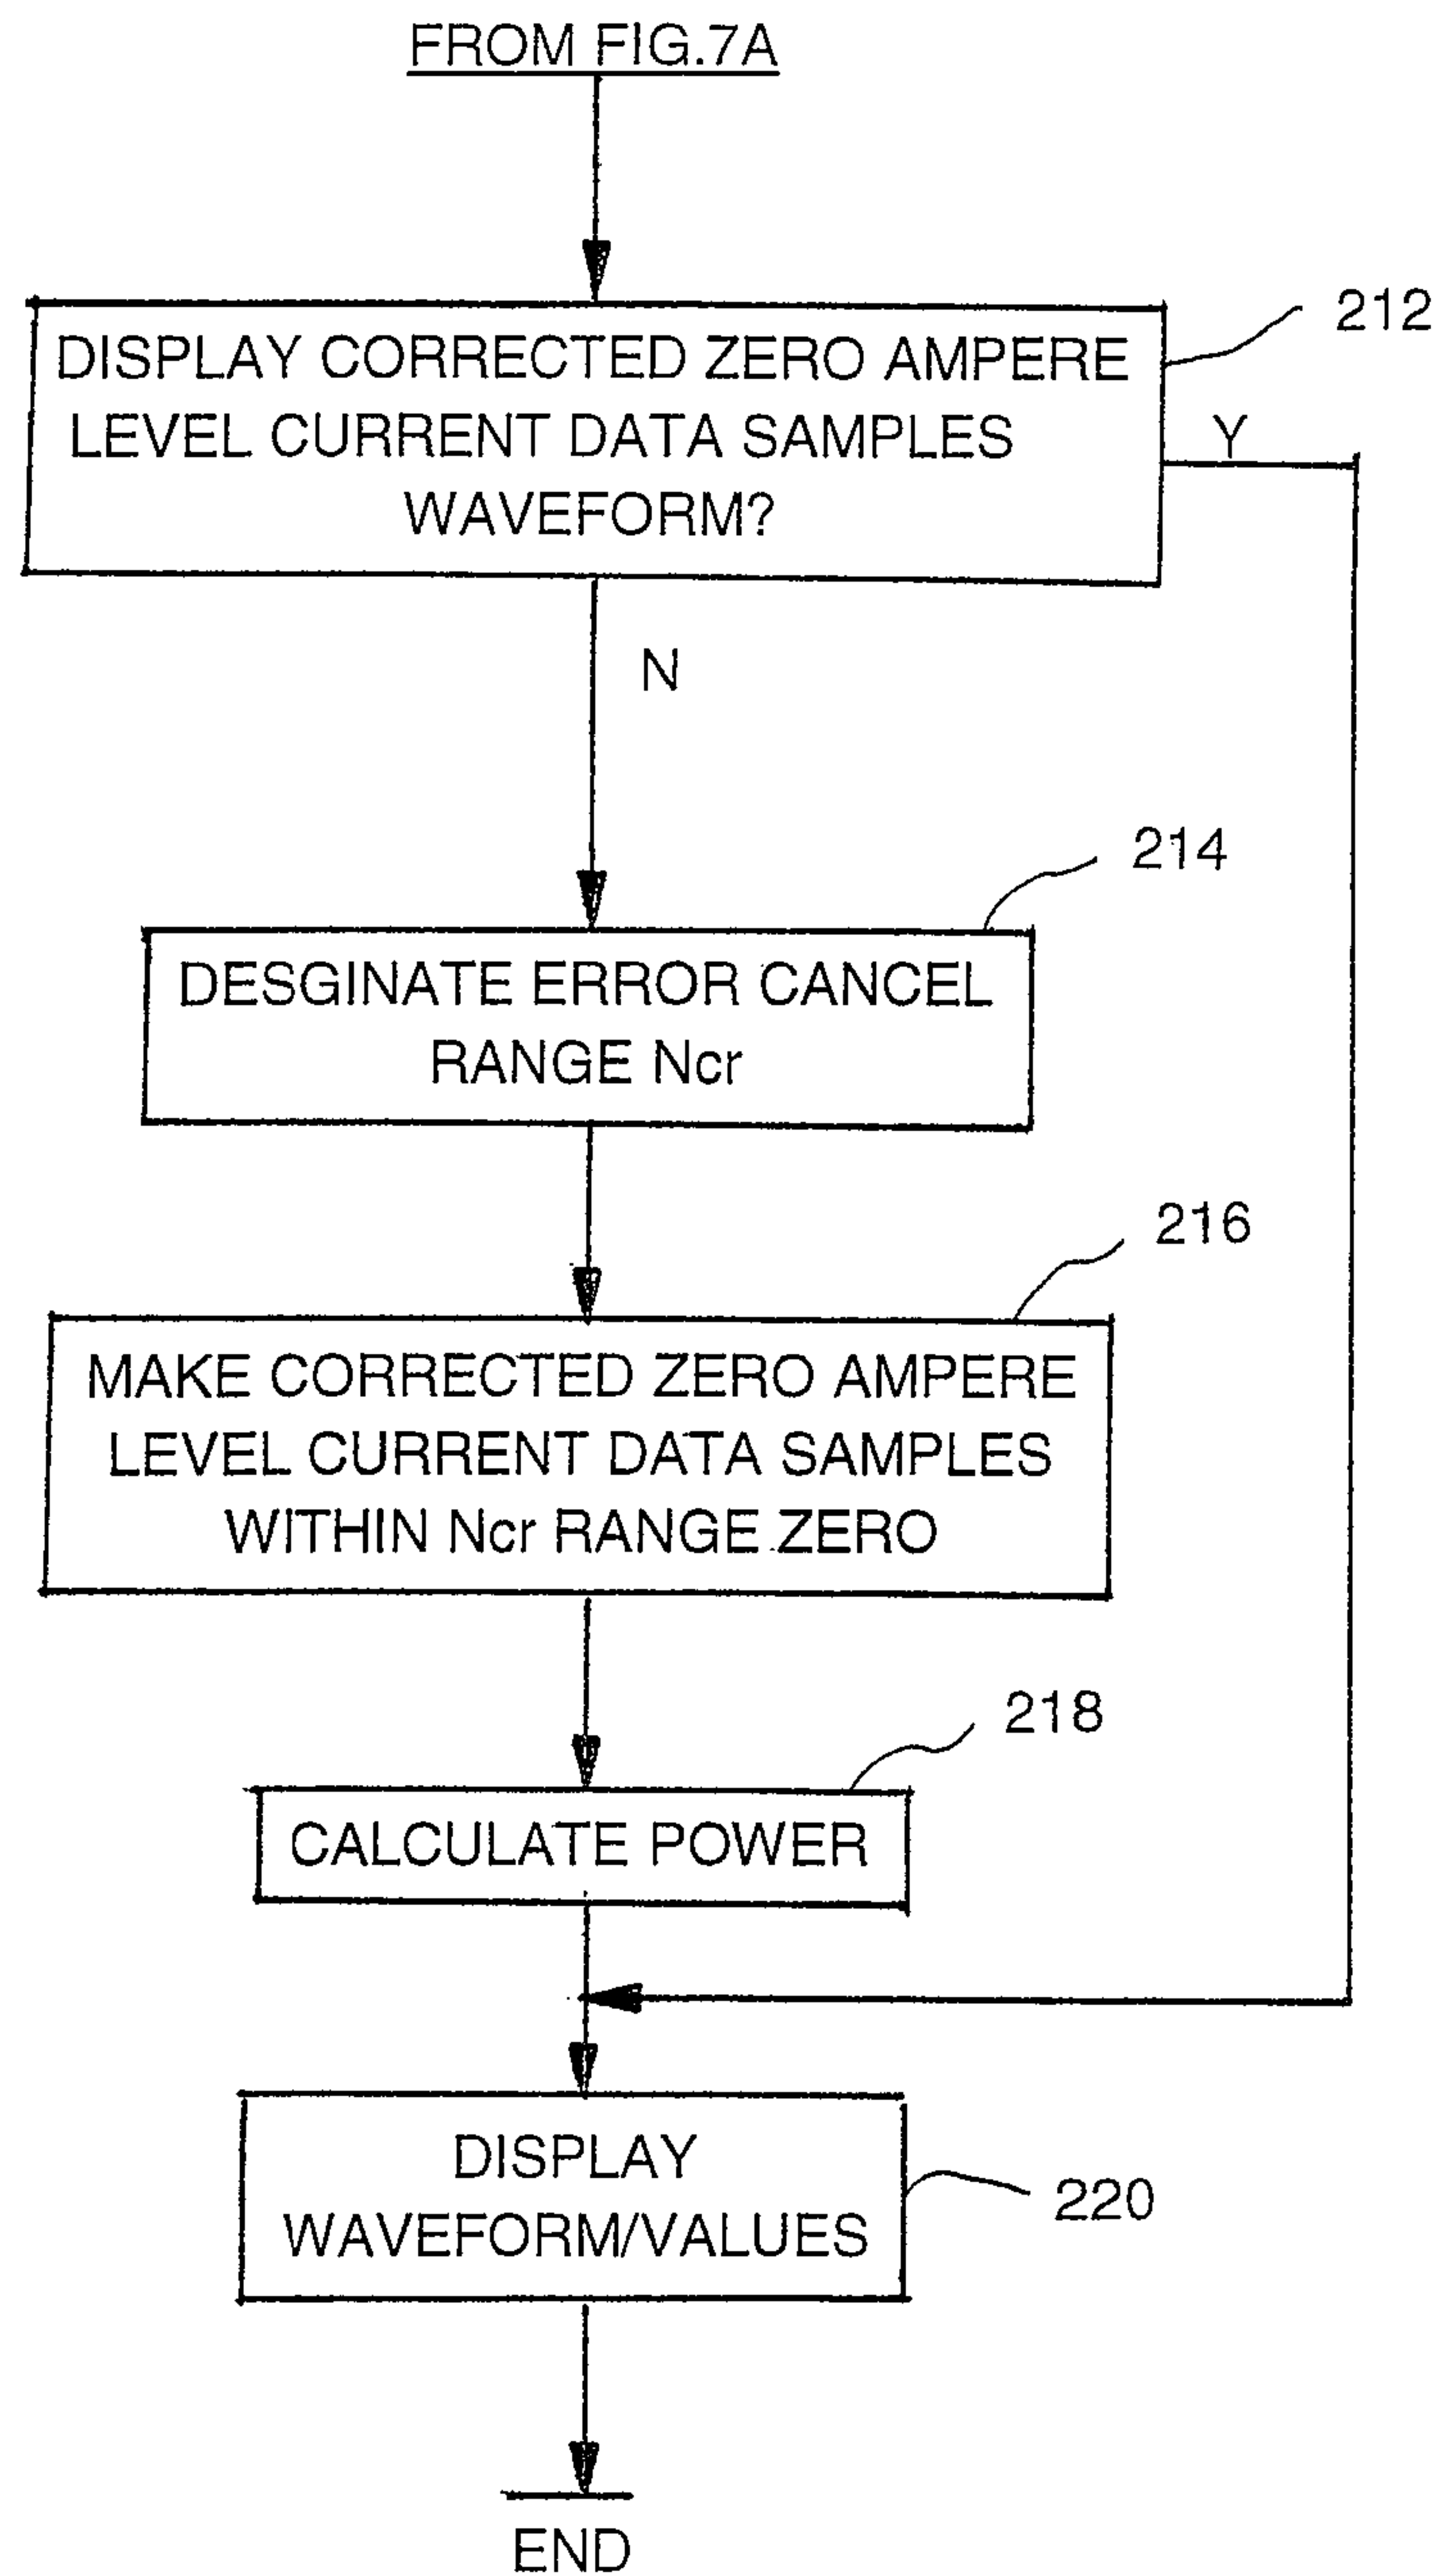 FROM FIG.7A
212
DISPLAY CORRECTED ZERO AMPERE
LEVEL CURRENT DATA SAMPLES
WAVEFORM?
Y
N
214
DESGINATE ERROR CANCEL
RANGE Ncr
216
MAKE CORRECTED ZERO AMPERE
LEVEL CURRENT DATA SAMPLES
WITHIN Ncr RANGE ZERO
218
CALCULATE POWER
DISPLAY
WAVEFORM/VALUES
220
END